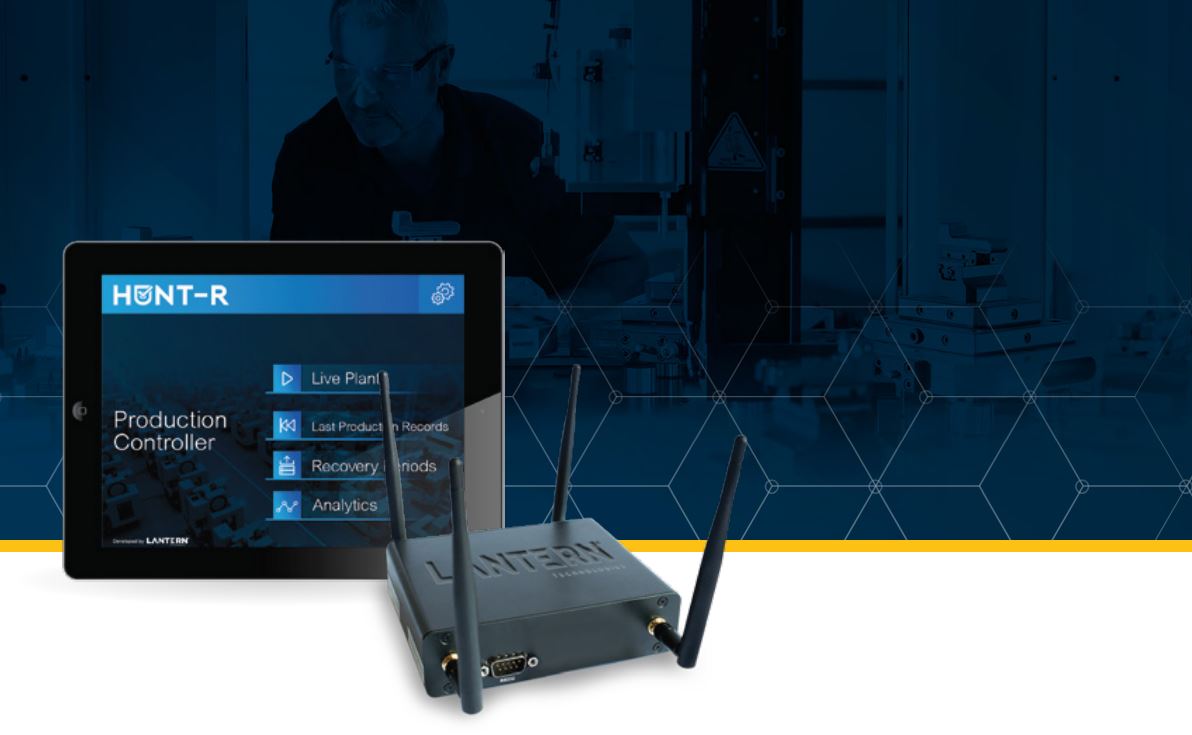 HUNT-R
Production
Controller
Live Plant
Last Production Records
Recovery Periods
Analytics
Developed by LANTERN
LANTERN
TECHNOLOGIES